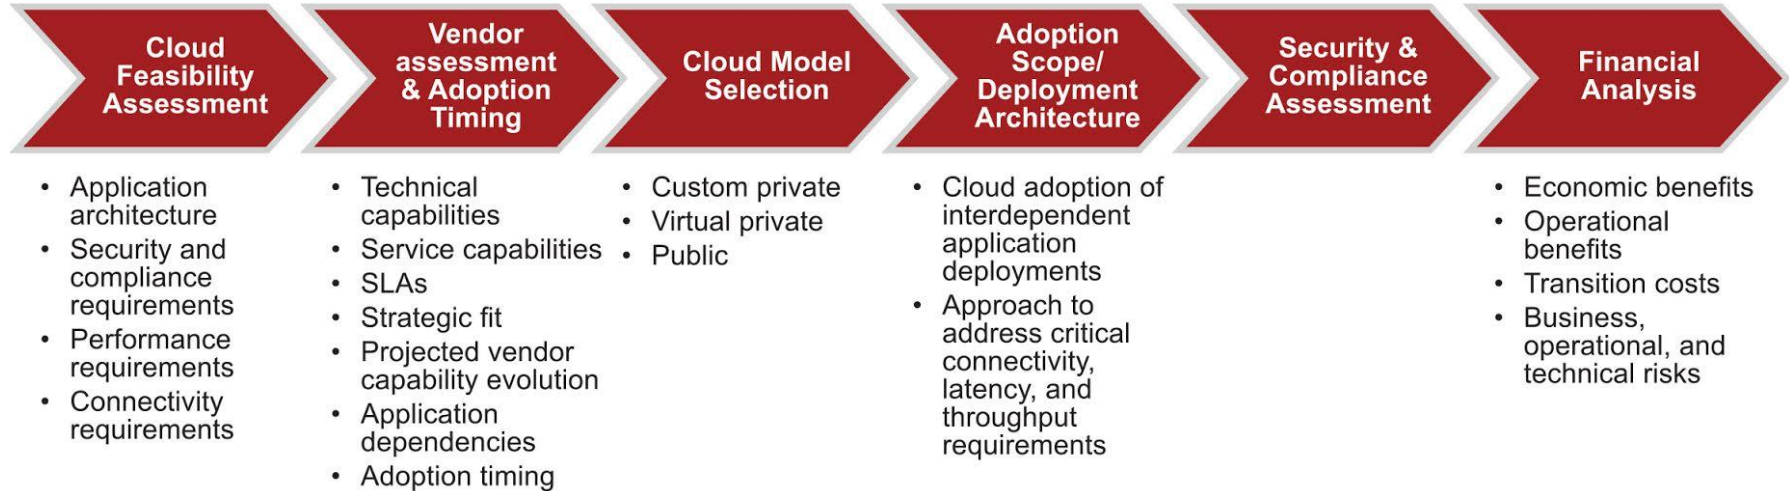 Cloud
Feasibility
Assessment
Vendor
assessment
& Adoption
Timing
Cloud Model
Selection
Adoption
Scope/
Deployment
Architecture
Security &
Compliance
Assessment
Financial
Analysis
• Application
architecture
• Security and
compliance
requirements
• Performance
requirements
• Connectivity
requirements
• Technical
capabilities
• Service capabilities
• SLAs
• Strategic fit
• Projected vendor
capability evolution
• Application
dependencies
• Adoption timing
• Custom private
• Virtual private
• Public
• Cloud adoption of
interdependent
application
deployments
• Approach to
address critical
connectivity,
latency, and
throughput
requirements
• Economic benefits
• Operational
benefits
• Transition costs
• Business,
operational, and
technical risks